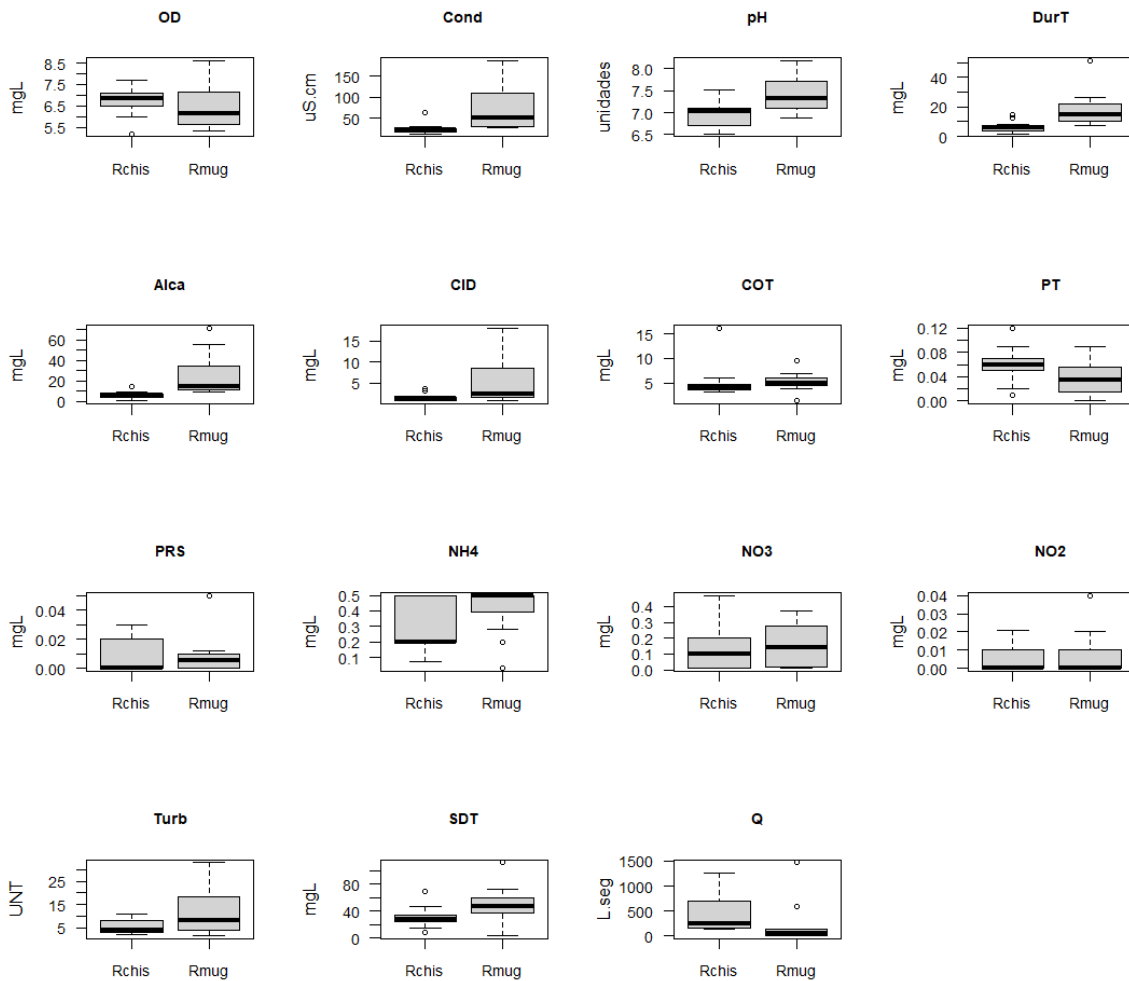 OD Cond pH DurT
mgL 5.5 6.5 7.5 8.5 uS.cm 50 100 150 unidades 6.5 7.0 7.5 8.0 mgL 0 20 40
Rchis Rmug Rchis Rmug Rchis Rmug Rchis Rmug
Alca ClD COT PT
mgL 0 20 40 60 mgL 5 10 15 mgL 5 10 15 mgL 0.00 0.04 0.08 0.12
Rchis Rmug Rchis Rmug Rchis Rmug Rchis Rmug
PRS NH4 NO3 NO2
mgL 0.00 0.02 0.04 mgL 0.1 0.2 0.3 0.4 0.5 mgL 0.0 0.1 0.2 0.3 0.4 mgL 0.00 0.01 0.02 0.03 0.04
Rchis Rmug Rchis Rmug Rchis Rmug Rchis Rmug
Turb SDT Q
UNT 5 15 25 mgL 0 40 80 L.seg 0 500 1000 1500
Rchis Rmug Rchis Rmug Rchis Rmug